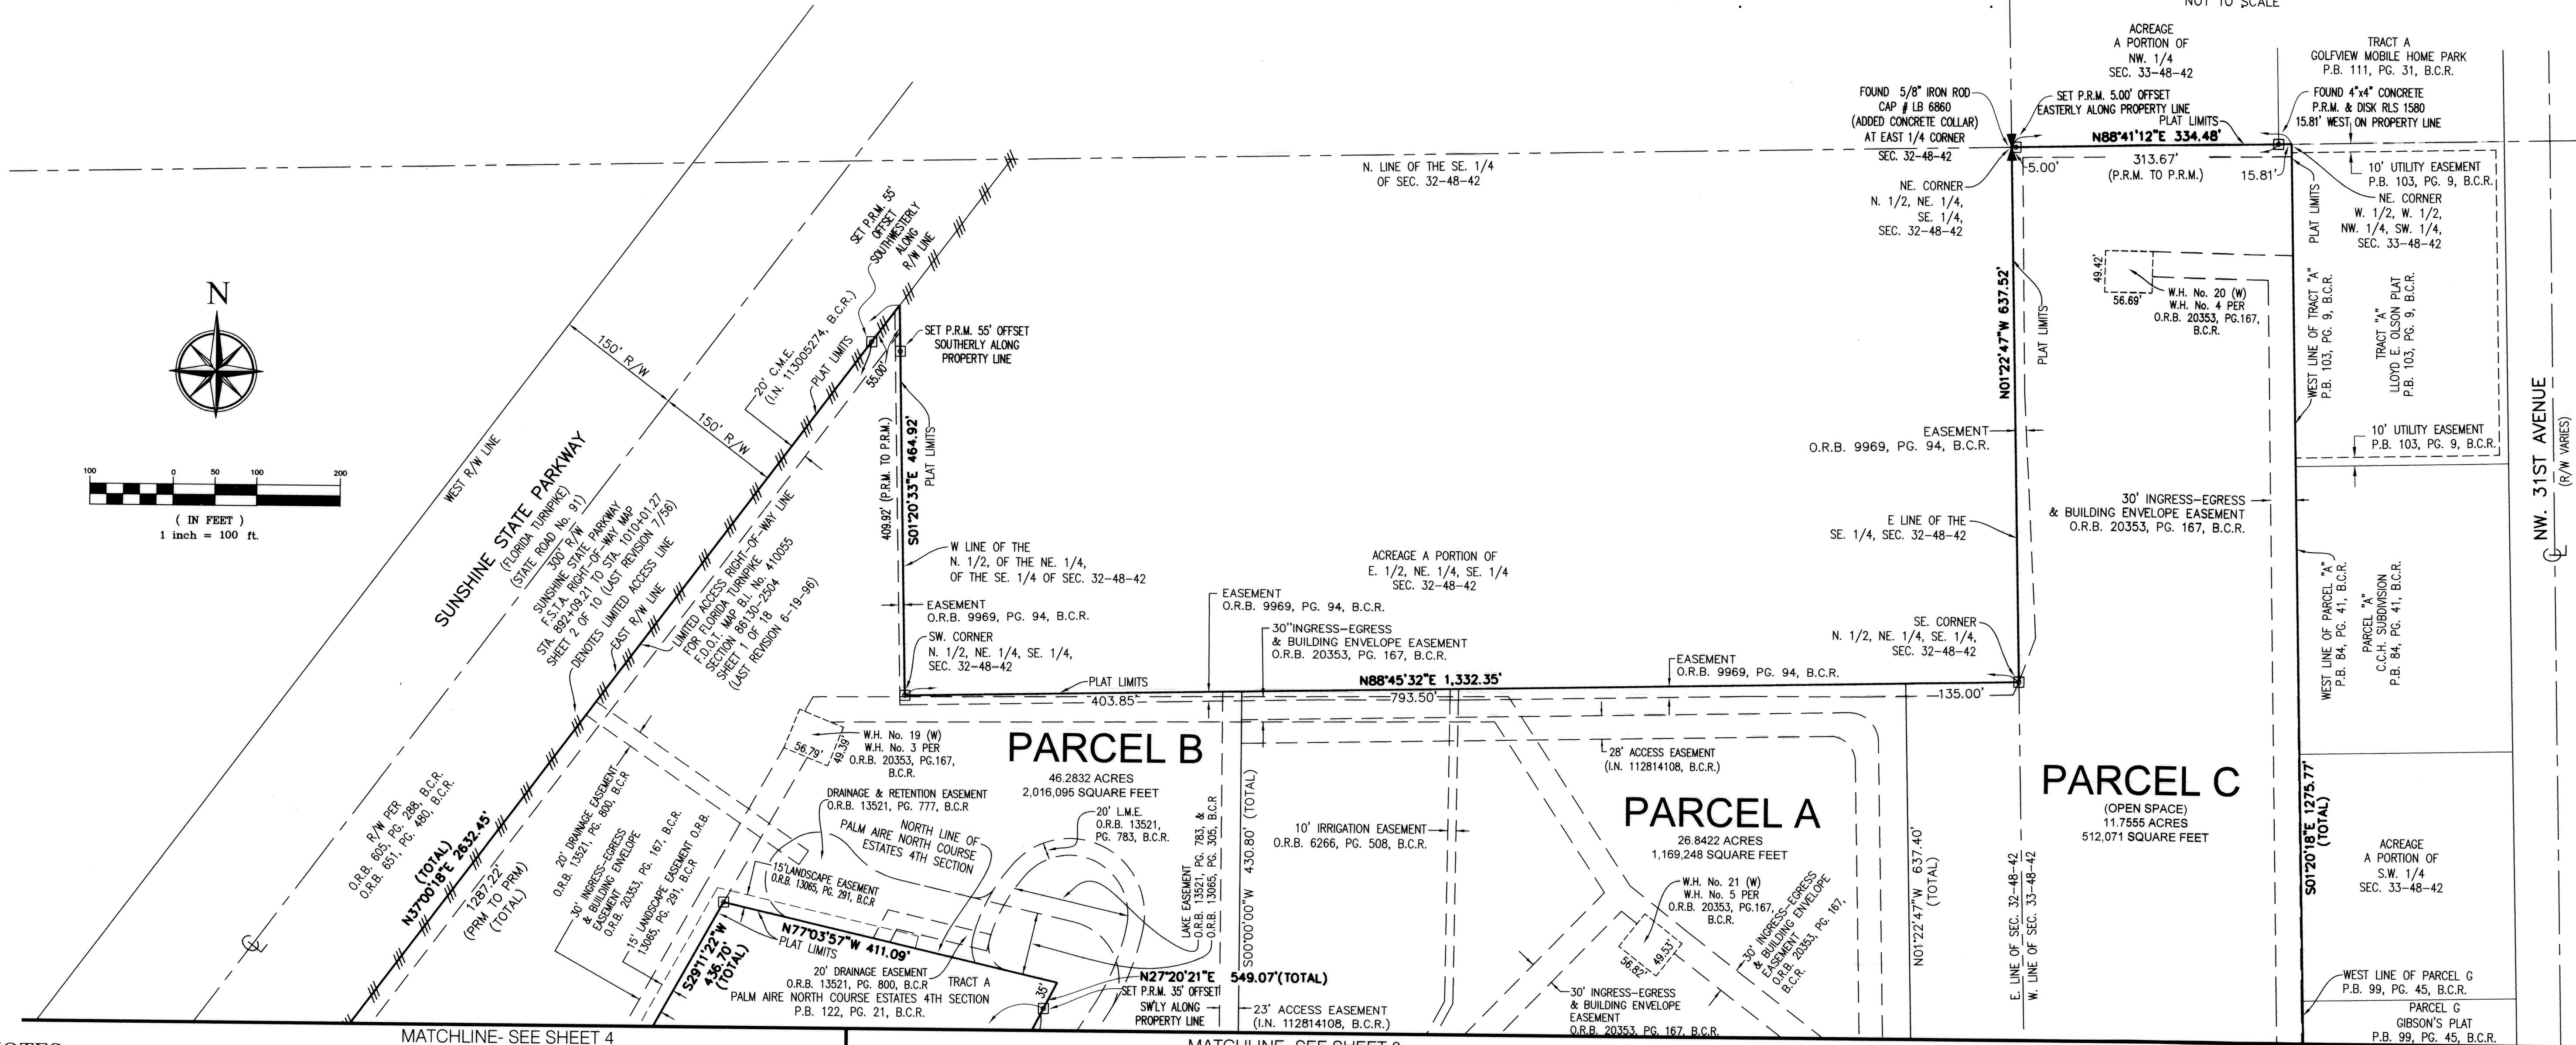 NOT TO SCALE
ACREAGE
A PORTION OF
NW. 1/4
SEC. 33-48-42
TRACT A
GOLFVIEW MOBILE HOME PARK
P.B. 111, PG. 31, B.C.R.
FOUND 5/8" IRON ROD
CAP # LB 6860
(ADDED CONCRETE COLLAR)
AT EAST 1/4 CORNER
SEC. 32-48-42
SET P.R.M. 5.00' OFFSET
EASTERLY ALONG PROPERTY LINE
PLAT LIMITS
FOUND 4"x4" CONCRETE
P.R.M. & DISK RLS 1580
15.81' WEST ON PROPERTY LINE
N88°41'12"E 334.48'
5.00'
313.67'
(P.R.M. TO P.R.M.)
15.81'
10' UTILITY EASEMENT
P.B. 103, PG. 9, B.C.R.
NE. CORNER
W. 1/2, W. 1/2,
NW. 1/4, SW. 1/4,
SEC. 33-48-42
NE. CORNER
N. 1/2, NE. 1/4,
SE. 1/4,
SEC. 32-48-42
N. LINE OF THE SE. 1/4
OF SEC. 32-48-42
SET P.R.M. 55'
OFFSET
SOUTHWESTERLY
ALONG
R/W LINE
SET P.R.M. 55' OFFSET
SOUTHERLY ALONG
PROPERTY LINE
N
100 0 50 100 200
( IN FEET )
1 inch = 100 ft.
150' R/W
150' R/W
WEST R/W LINE
20' C.M.E.
(I.N. 113005274, B.C.R.)
PLAT LIMITS
55.00'
409.92' (P.R.M. TO P.R.M.)
S01°20'33"E 464.92'
PLAT LIMITS
SUNSHINE STATE PARKWAY
(FLORIDA TURNPIKE)
(STATE ROAD No. 91)
300' R/W
SUNSHINE STATE PARKWAY
F.S.T.A. RIGHT-OF-WAY MAP
STA. 892+09.21 TO STA. 1010+01.27
SHEET 2 OF 10 (LAST REVISION 7/56)
DENOTES LIMITED ACCESS LINE
EAST R/W LINE
LIMITED ACCESS RIGHT-OF-WAY LINE
FOR FLORIDA TURNPIKE
F.D.O.T. MAP B.I. No. 410055
SECTION 86130-2504
SHEET 1 OF 18
(LAST REVISION 6-19-96)
W LINE OF THE
N. 1/2, OF THE NE. 1/4,
OF THE SE. 1/4 OF SEC. 32-48-42
EASEMENT
O.R.B. 9969, PG. 94, B.C.R.
SW. CORNER
N. 1/2, NE. 1/4, SE. 1/4,
SEC. 32-48-42
ACREAGE A PORTION OF
E. 1/2, NE. 1/4, SE. 1/4
SEC. 32-48-42
EASEMENT
O.R.B. 9969, PG. 94, B.C.R.
30''INGRESS-EGRESS
& BUILDING ENVELOPE EASEMENT
O.R.B. 20353, PG. 167, B.C.R.
N01°22'47"W 637.52'
PLAT LIMITS
EASEMENT
O.R.B. 9969, PG. 94, B.C.R.
E LINE OF THE
SE. 1/4, SEC. 32-48-42
SE. CORNER
N. 1/2, NE. 1/4, SE. 1/4,
SEC. 32-48-42
EASEMENT
O.R.B. 9969, PG. 94, B.C.R.
PLAT LIMITS
N88°45'32"E 1,332.35'
403.85'
793.50'
135.00'
49.42'
56.69'
W.H. No. 20 (W)
W.H. No. 4 PER
O.R.B. 20353, PG.167,
B.C.R.
PLAT LIMITS
WEST LINE OF TRACT "A"
P.B. 103, PG. 9, B.C.R.
TRACT "A"
LLOYD E. OLSON PLAT
P.B. 103, PG. 9, B.C.R.
10' UTILITY EASEMENT
P.B. 103, PG. 9, B.C.R.
30' INGRESS-EGRESS
& BUILDING ENVELOPE EASEMENT
O.R.B. 20353, PG. 167, B.C.R.
WEST LINE OF PARCEL "A"
P.B. 84, PG. 41, B.C.R.
PARCEL "A"
C.C.H. SUBDIVISION
P.B. 84, PG. 41, B.C.R.
NW. 31ST AVENUE
(R/W VARIES)
R/W PER
O.R.B. 605, PG. 288, B.C.R.
O.R.B. 651, PG. 480, B.C.R.
(TOTAL)
N37°00'18"E 2632.45'
1287.22'
(PRM TO PRM)
(TOTAL)
20' DRAINAGE EASEMENT
O.R.B. 13521, PG. 800, B.C.R
30' INGRESS-EGRESS
& BUILDING ENVELOPE
EASEMENT
O.R.B. 20353, PG. 167, B.C.R.
15' LANDSCAPE EASEMENT O.R.B.
13065, PG. 291, B.C.R
W.H. No. 19 (W)
W.H. No. 3 PER
O.R.B. 20353, PG.167,
B.C.R.
56.79'
49.39'
PARCEL B
46.2832 ACRES
2,016,095 SQUARE FEET
DRAINAGE & RETENTION EASEMENT
O.R.B. 13521, PG. 777, B.C.R
NORTH LINE OF
PALM AIRE NORTH COURSE
ESTATES 4TH SECTION
15'LANDSCAPE EASEMENT
O.R.B. 13065, PG. 291, B.C.R
20' L.M.E.
O.R.B. 13521,
PG. 783, B.C.R.
S29°11'22"W
436.70'
(TOTAL)
N77°03'57"W 411.09'
PLAT LIMITS
20' DRAINAGE EASEMENT
O.R.B. 13521, PG. 800, B.C.R
TRACT A
PALM AIRE NORTH COURSE ESTATES 4TH SECTION
P.B. 122, PG. 21, B.C.R.
35'
N27°20'21"E 549.07'(TOTAL)
SET P.R.M. 35' OFFSET
SW'LY ALONG
PROPERTY LINE
LAKE EASEMENT
O.R.B. 13521, PG. 783, &
O.R.B. 13065, PG. 305, B.C.R
S00°00'00"W 430.80' (TOTAL)
23' ACCESS EASEMENT
(I.N. 112814108, B.C.R.)
10' IRRIGATION EASEMENT
O.R.B. 6266, PG. 508, B.C.R.
28' ACCESS EASEMENT
(I.N. 112814108, B.C.R.)
PARCEL A
26.8422 ACRES
1,169,248 SQUARE FEET
W.H. No. 21 (W)
W.H. No. 5 PER
O.R.B. 20353, PG.167,
B.C.R.
56.82'
49.53'
30' INGRESS-EGRESS
& BUILDING ENVELOPE
EASEMENT
O.R.B. 20353, PG. 167,
B.C.R.
30' INGRESS-EGRESS
& BUILDING ENVELOPE
EASEMENT
O.R.B. 20353, PG. 167, B.C.R.
N01°22'47"W 637.40'
(TOTAL)
E. LINE OF SEC. 32-48-42
W. LINE OF SEC. 33-48-42
PARCEL C
(OPEN SPACE)
11.7555 ACRES
512,071 SQUARE FEET
S01°20'18"E 1275.77'
(TOTAL)
ACREAGE
A PORTION OF
S.W. 1/4
SEC. 33-48-42
WEST LINE OF PARCEL G
P.B. 99, PG. 45, B.C.R.
PARCEL G
GIBSON'S PLAT
P.B. 99, PG. 45, B.C.R.
MATCHLINE- SEE SHEET 4